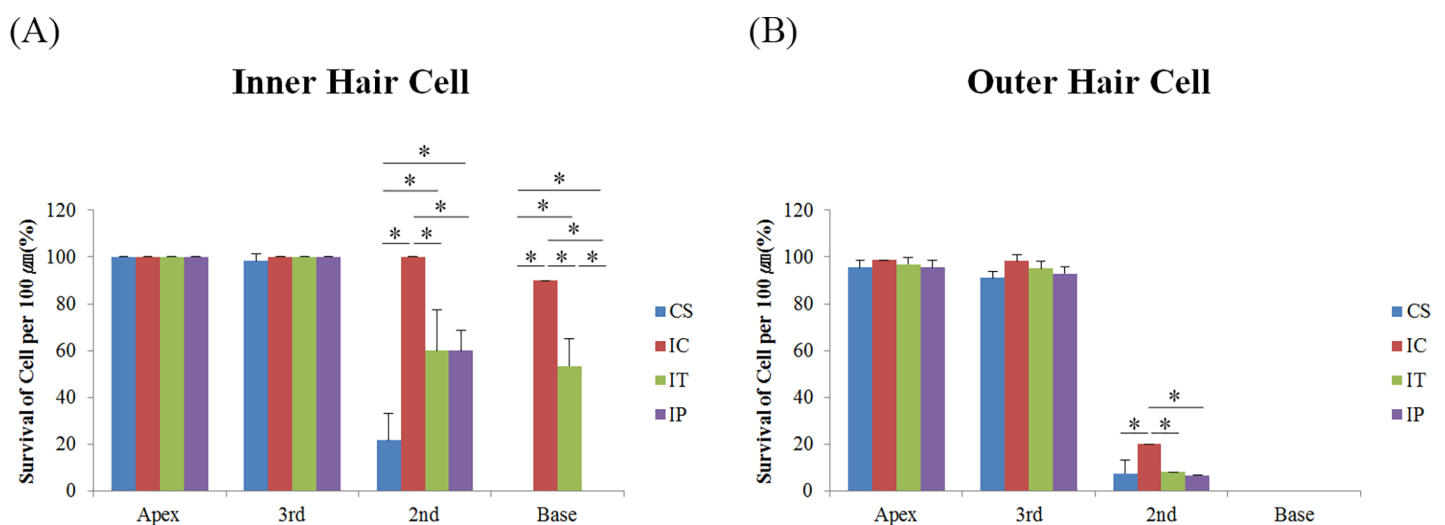 (A)
Inner Hair Cell
Survival of Cell per 100 ㎛(%)
120
100
80
60
40
20
0
* * * * *
* * * * * *
Apex 3rd 2nd Base
CS
IC
IT
IP
(B)
Outer Hair Cell
Survival of Cell per 100 ㎛(%)
120
100
80
60
40
20
0
* * *
Apex 3rd 2nd Base
CS
IC
IT
IP